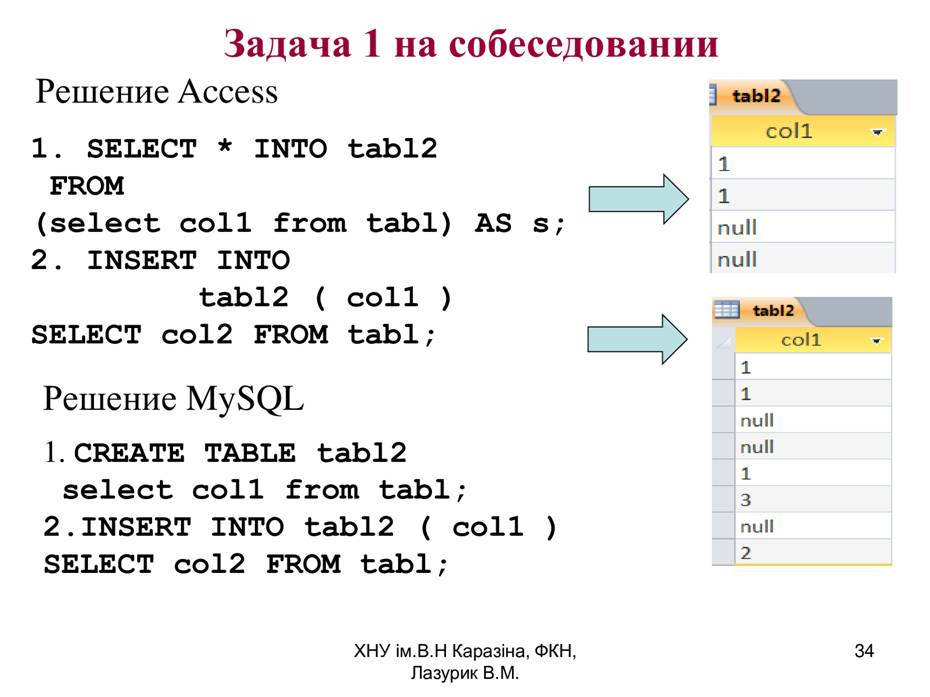 Задача 1 на собеседовании
Решение Access
1. SELECT * INTO tabl2
FROM
(select col1 from tabl) AS s;
2. INSERT INTO
tabl2 ( col1 )
SELECT col2 FROM tabl;
Решение MySQL
1. CREATE TABLE tabl2
select col1 from tabl;
2.INSERT INTO tabl2 ( col1 )
SELECT col2 FROM tabl;
tabl2
col1
1
1
null
null
tabl2
col1
1
1
null
null
1
3
null
2
ХНУ ім.В.Н Каразіна, ФКН,
Лазурик В.М.
34